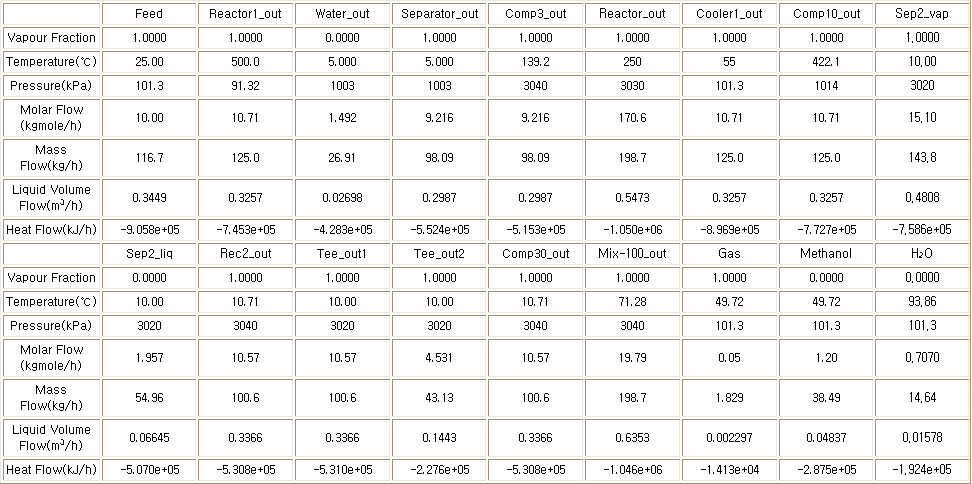 Feed Reactor1_out Water_out Separator_out Comp3_out Reactor_out Cooler1_out Comp10_out Sep2_vap
Vapour Fraction 1.0000 1.0000 0.0000 1.0000 1.0000 1.0000 1.0000 1.0000 1.0000
Temperature(℃) 25.00 500.0 5.000 5.000 139.2 250 55 422.1 10.00
Pressure(kPa) 101.3 91.32 1003 1003 3040 3030 101.3 1014 3020
Molar Flow
(kgmole/h) 10.00 10.71 1.492 9.216 9.216 170.6 10.71 10.71 15.10
Mass
Flow(kg/h) 116.7 125.0 26.91 98.09 98.09 198.7 125.0 125.0 143.8
Liquid Volume
Flow(m³/h) 0.3449 0.3257 0.02698 0.2987 0.2987 0.5473 0.3257 0.3257 0.4808
Heat Flow(kJ/h) -9.058e+05 -7.453e+05 -4.283e+05 -5.524e+05 -5.153e+05 -1.050e+06 -8.969e+05 -7.727e+05 -7.586e+05
Sep2_liq Rec2_out Tee_out1 Tee_out2 Comp30_out Mix-100_out Gas Methanol H₂O
Vapour Fraction 0.0000 1.0000 1.0000 1.0000 1.0000 1.0000 1.0000 0.0000 0.0000
Temperature(℃) 10.00 10.71 10.00 10.00 10.71 71.28 49.72 49.72 93.86
Pressure(kPa) 3020 3040 3020 3020 3040 3040 101.3 101.3 101.3
Molar Flow
(kgmole/h) 1.957 10.57 10.57 4.531 10.57 19.79 0.05 1.20 0.7070
Mass
Flow(kg/h) 54.96 100.6 100.6 43.13 100.6 198.7 1.829 38.49 14.64
Liquid Volume
Flow(m³/h) 0.06645 0.3366 0.3366 0.1443 0.3366 0.6353 0.002297 0.04837 0.01578
Heat Flow(kJ/h) -5.070e+05 -5.308e+05 -5.310e+05 -2.276e+05 -5.308e+05 -1.046e+06 -1.413e+04 -2.875e+05 -1.924e+05